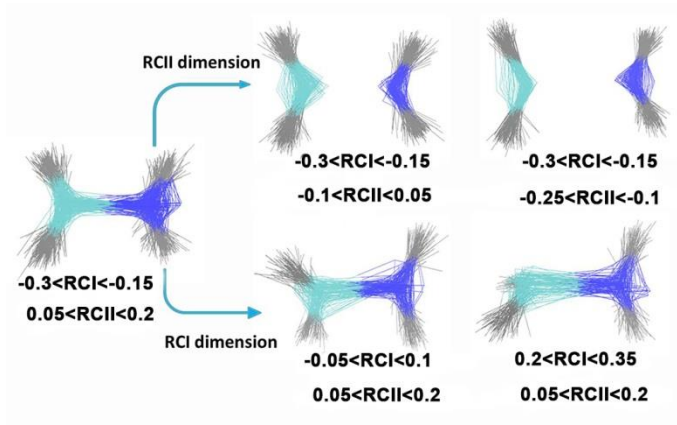 RCII dimension
-0.3<RCI<-0.15
-0.1<RCII<0.05
-0.3<RCI<-0.15
-0.25<RCII<-0.1
-0.3<RCI<-0.15
0.05<RCII<0.2
RCI dimension
-0.05<RCI<0.1
0.05<RCII<0.2
0.2<RCI<0.35
0.05<RCII<0.2